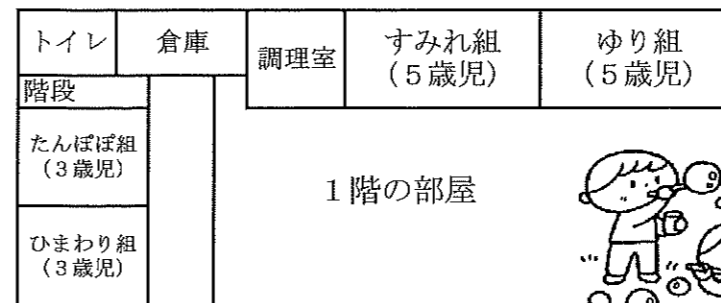 トイレ
倉庫
調理室
すみれ組
(5歳児)
ゆり組
(5歳児)
階段
たんぽぽ組
(3歳児)
1階の部屋
ひまわり組
(3歳児)